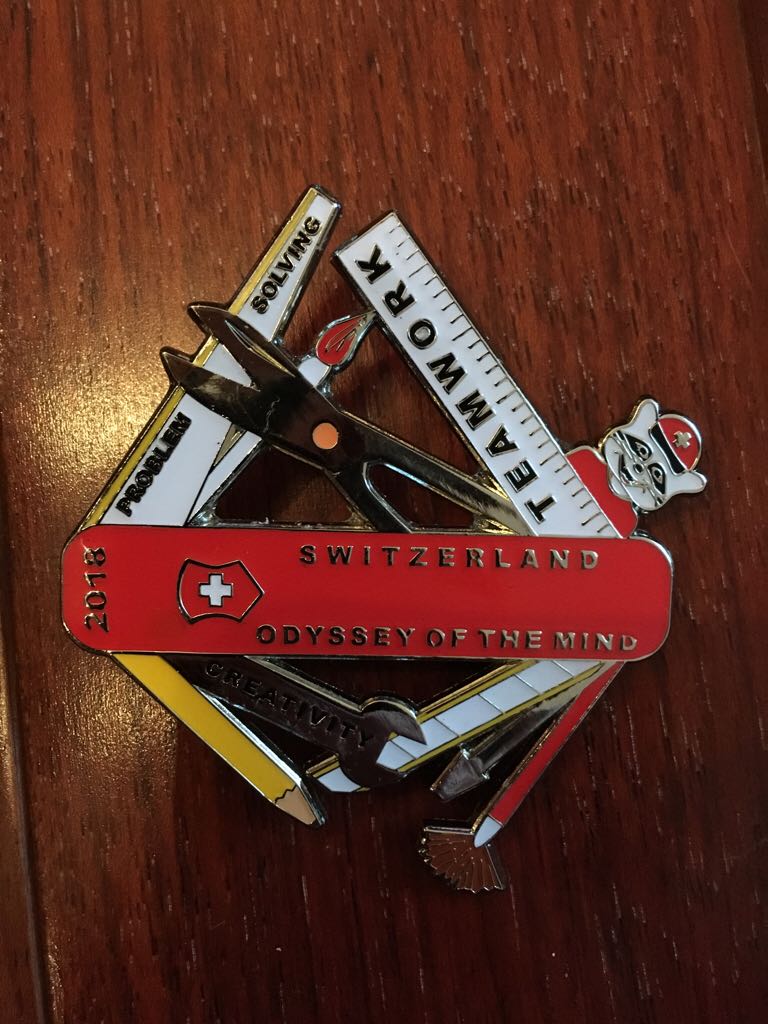 SOLVING
PROBLEM
TEAMWORK
2018
SWITZERLAND
ODYSSEY OF THE MIND
CREATIVITY